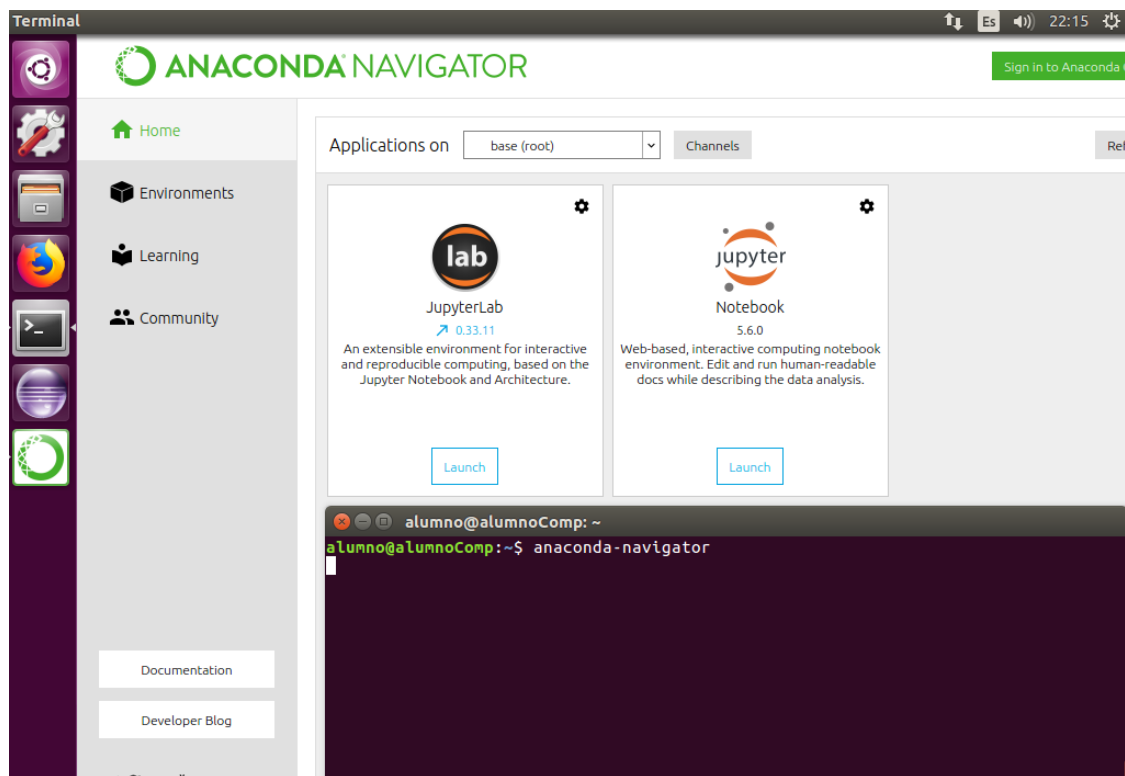 Terminal
Es
22:15
ANACONDA NAVIGATOR
Sign in to Anaconda
Home
Applications on
base (root)
Channels
Environments
Learning
Community
lab
JupyterLab
0.33.11
An extensible environment for interactive
and reproducible computing, based on the
Jupyter Notebook and Architecture.
Launch
jupyter
Notebook
5.6.0
Web-based, interactive computing notebook
environment. Edit and run human-readable
docs while describing the data analysis.
Launch
alumno@alumnoComp: ~
alumno@alumnoComp:~$ anaconda-navigator
Documentation
Developer Blog